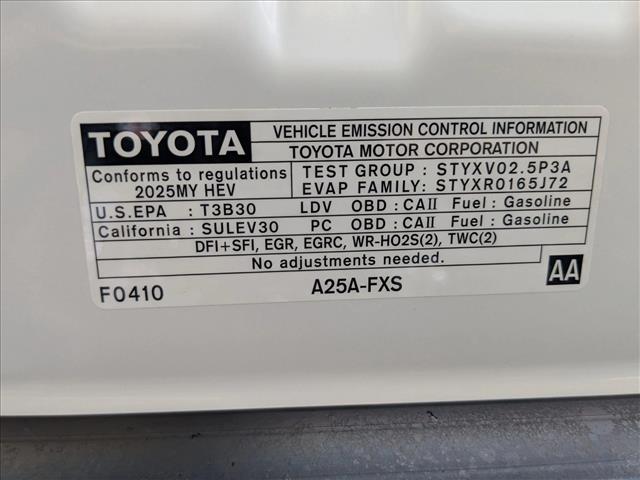 TOYOTA VEHICLE EMISSION CONTROL INFORMATION
TOYOTA MOTOR CORPORATION
Conforms to regulations TEST GROUP : STYXV02.5P3A
2025MY HEV EVAP FAMILY: STYXR0165J72
U.S.EPA : T3B30 LDV OBD : CAII Fuel : Gasoline
California : SULEV30 PC OBD : CAII Fuel : Gasoline
DFI+SFI, EGR, EGRC, WR-HO2S(2), TWC(2)
No adjustments needed.
F0410 A25A-FXS AA